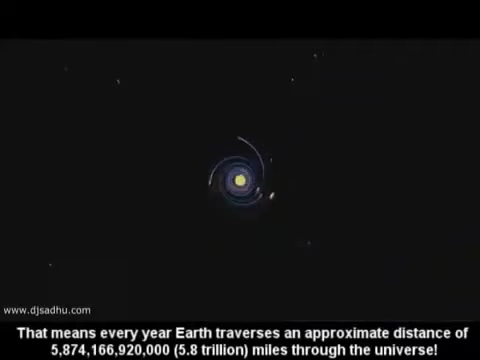 www.djsadhu.com
That means every year Earth traverses an approximate distance of
5,874,166,920,000 (5.8 trillion) miles through the universe!